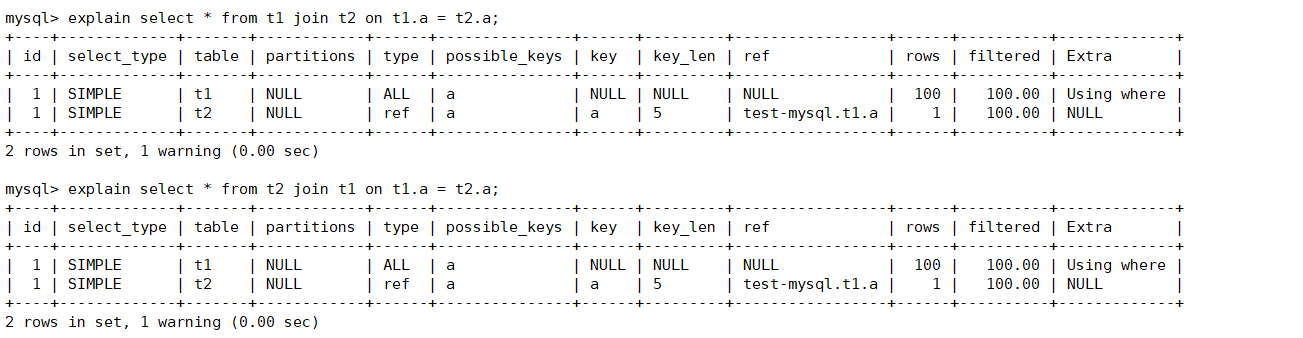 mysql> explain select * from t1 join t2 on t1.a = t2.a;
+----+-------------+-------+------------+------+---------------+------+---------+-----------------+------+----------+-------------+
| id | select_type | table | partitions | type | possible_keys | key  | key_len | ref             | rows | filtered | Extra       |
+----+-------------+-------+------------+------+---------------+------+---------+-----------------+------+----------+-------------+
|  1 | SIMPLE      | t1    | NULL       | ALL  | a             | NULL | NULL    | NULL            |  100 |   100.00 | Using where |
|  1 | SIMPLE      | t2    | NULL       | ref  | a             | a    | 5       | test-mysql.t1.a |    1 |   100.00 | NULL        |
+----+-------------+-------+------------+------+---------------+------+---------+-----------------+------+----------+-------------+
2 rows in set, 1 warning (0.00 sec)

mysql> explain select * from t2 join t1 on t1.a = t2.a;
+----+-------------+-------+------------+------+---------------+------+---------+-----------------+------+----------+-------------+
| id | select_type | table | partitions | type | possible_keys | key  | key_len | ref             | rows | filtered | Extra       |
+----+-------------+-------+------------+------+---------------+------+---------+-----------------+------+----------+-------------+
|  1 | SIMPLE      | t1    | NULL       | ALL  | a             | NULL | NULL    | NULL            |  100 |   100.00 | Using where |
|  1 | SIMPLE      | t2    | NULL       | ref  | a             | a    | 5       | test-mysql.t1.a |    1 |   100.00 | NULL        |
+----+-------------+-------+------------+------+---------------+------+---------+-----------------+------+----------+-------------+
2 rows in set, 1 warning (0.00 sec)